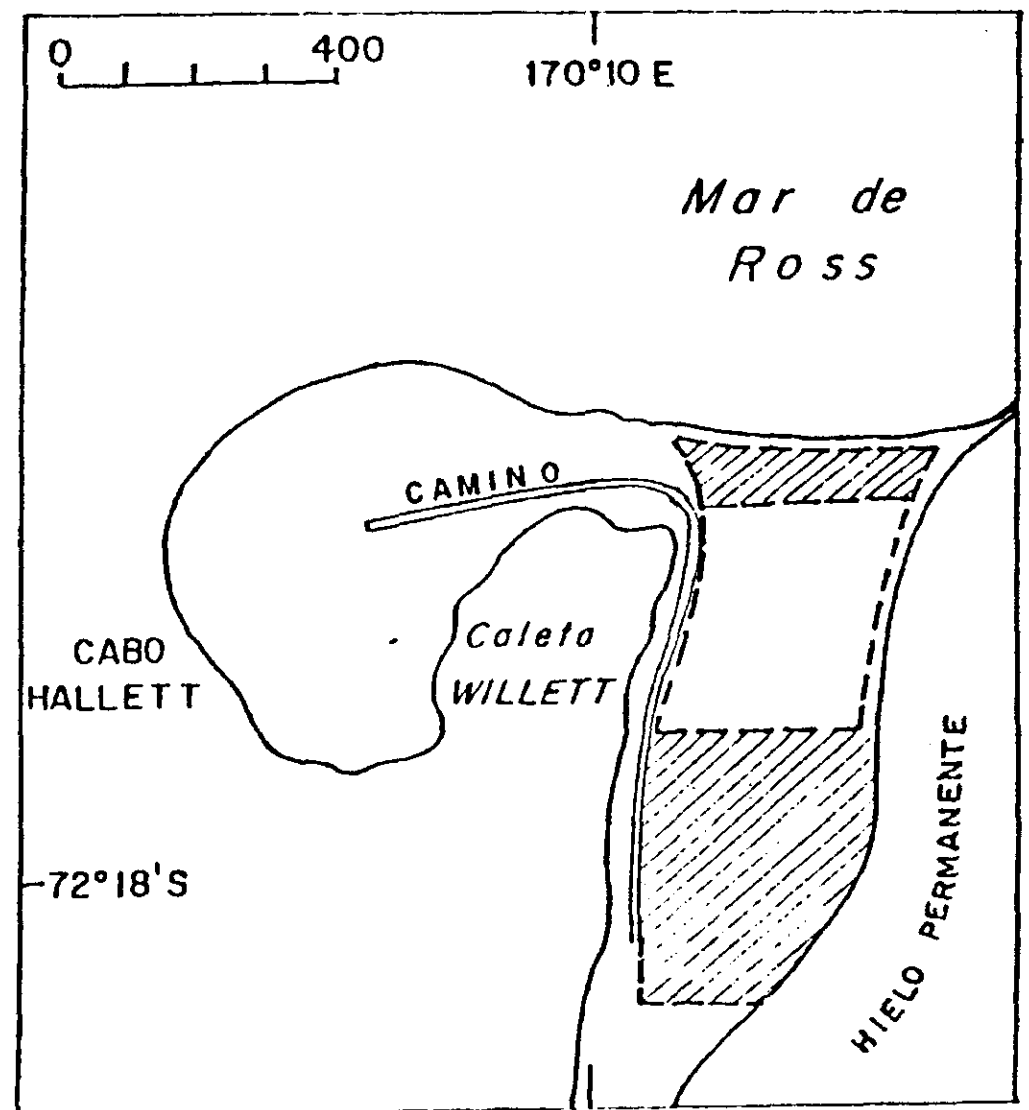 0 400
170°10 E
Mar de
Ross
CAMINO
CABO
HALLETT
Caleta
WILLETT
72°18'S
HIELO PERMANENTE